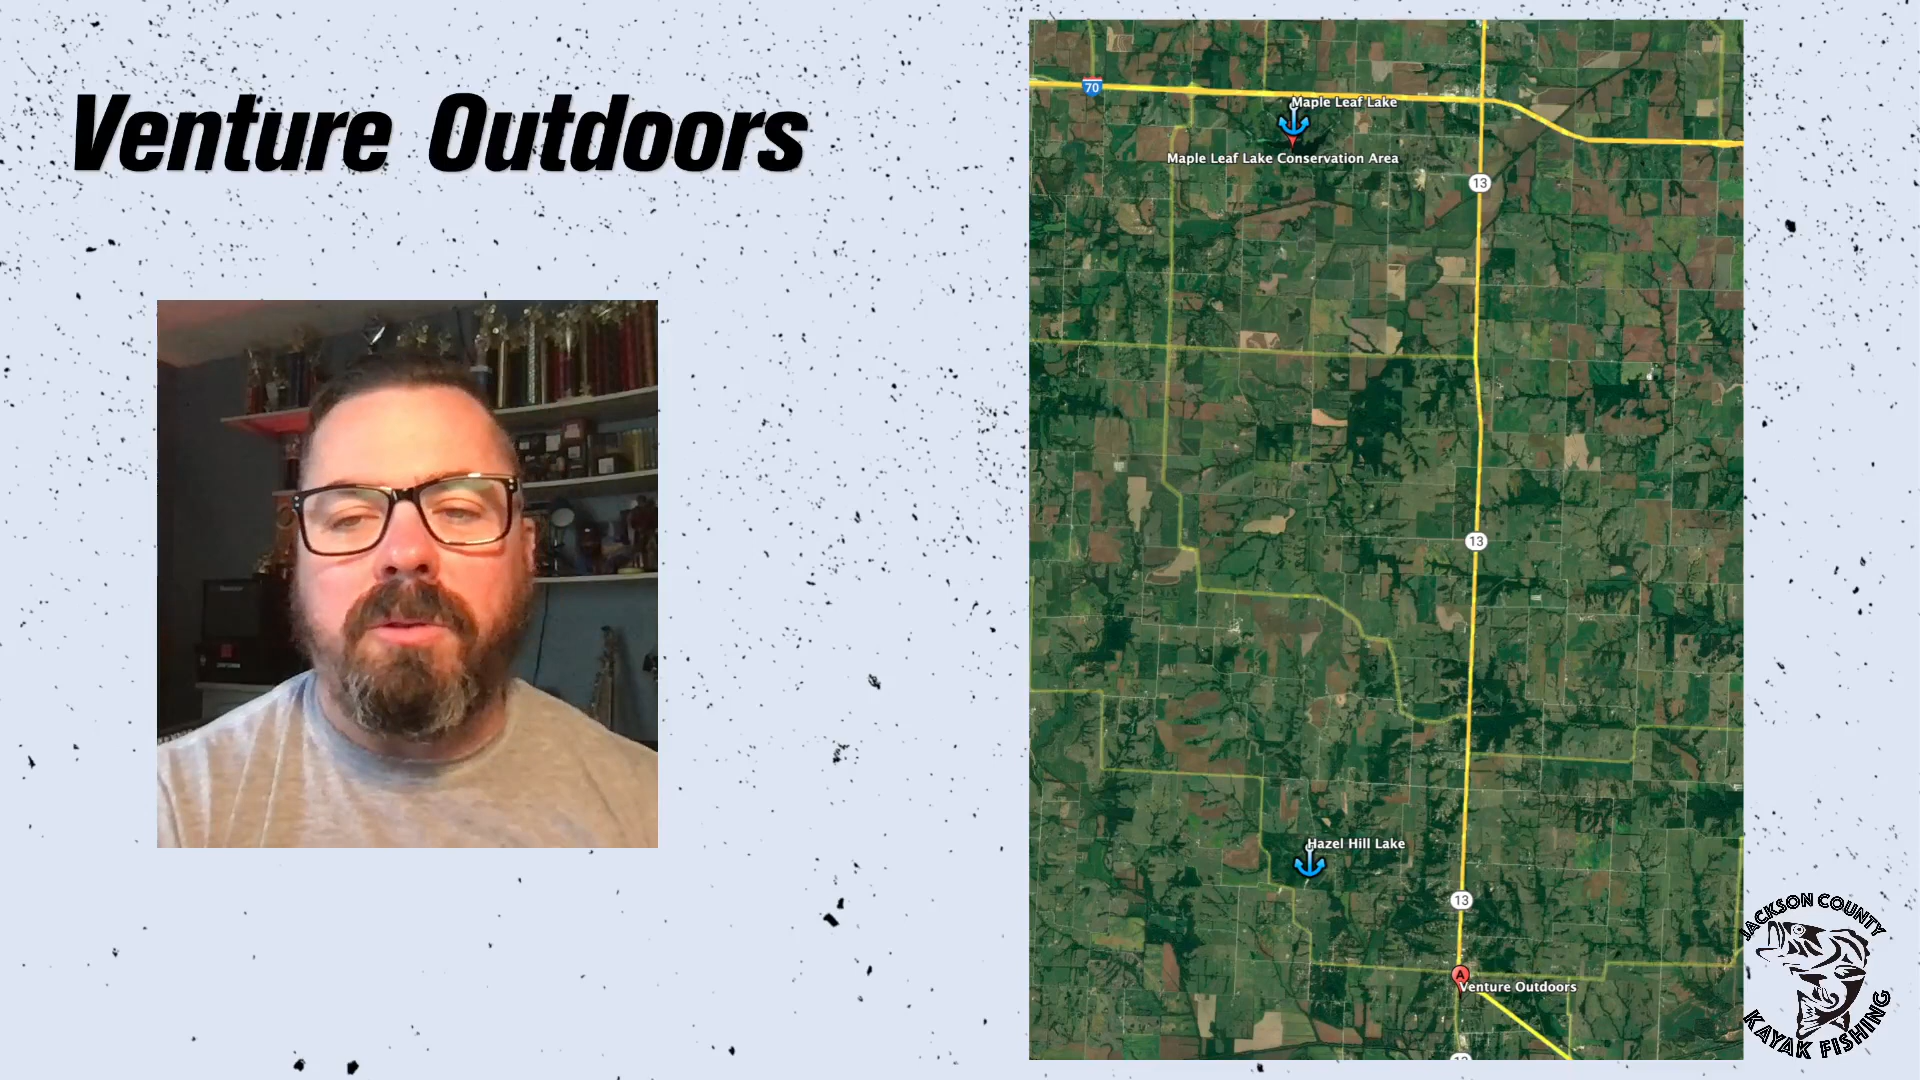 Venture Outdoors
70
Maple Leaf Lake
Maple Leaf Lake Conservation Area
13
13
Hazel Hill Lake
13
A
Venture Outdoors
JACKSON COUNTY
KAYAK FISHING